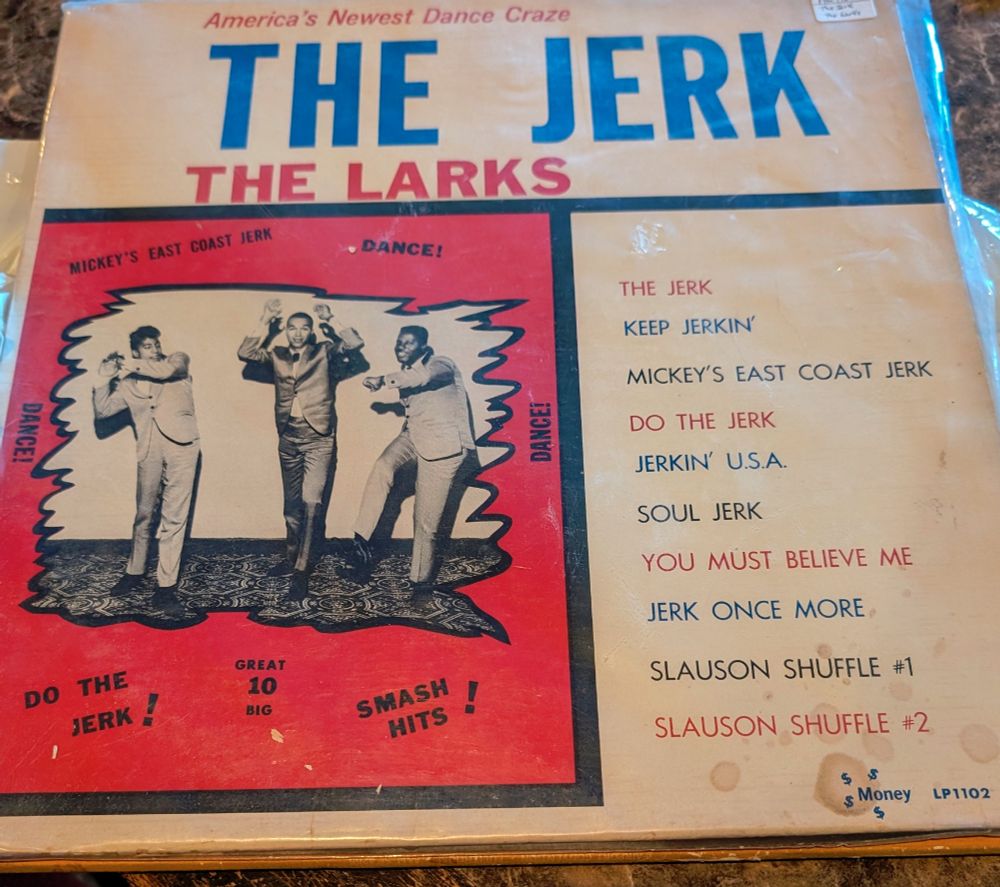 America's Newest Dance Craze
THE JERK
THE LARKS
MICKEY'S EAST COAST JERK
DANCE!
DANCE!
DANCE!
DO THE
JERK!
GREAT
10
BIG
SMASH
HITS!
THE JERK
KEEP JERKIN'
MICKEY'S EAST COAST JERK
DO THE JERK
JERKIN' U.S.A.
SOUL JERK
YOU MUST BELIEVE ME
JERK ONCE MORE
SLAUSON SHUFFLE #1
SLAUSON SHUFFLE #2
$ $
$ Money LP1102
$